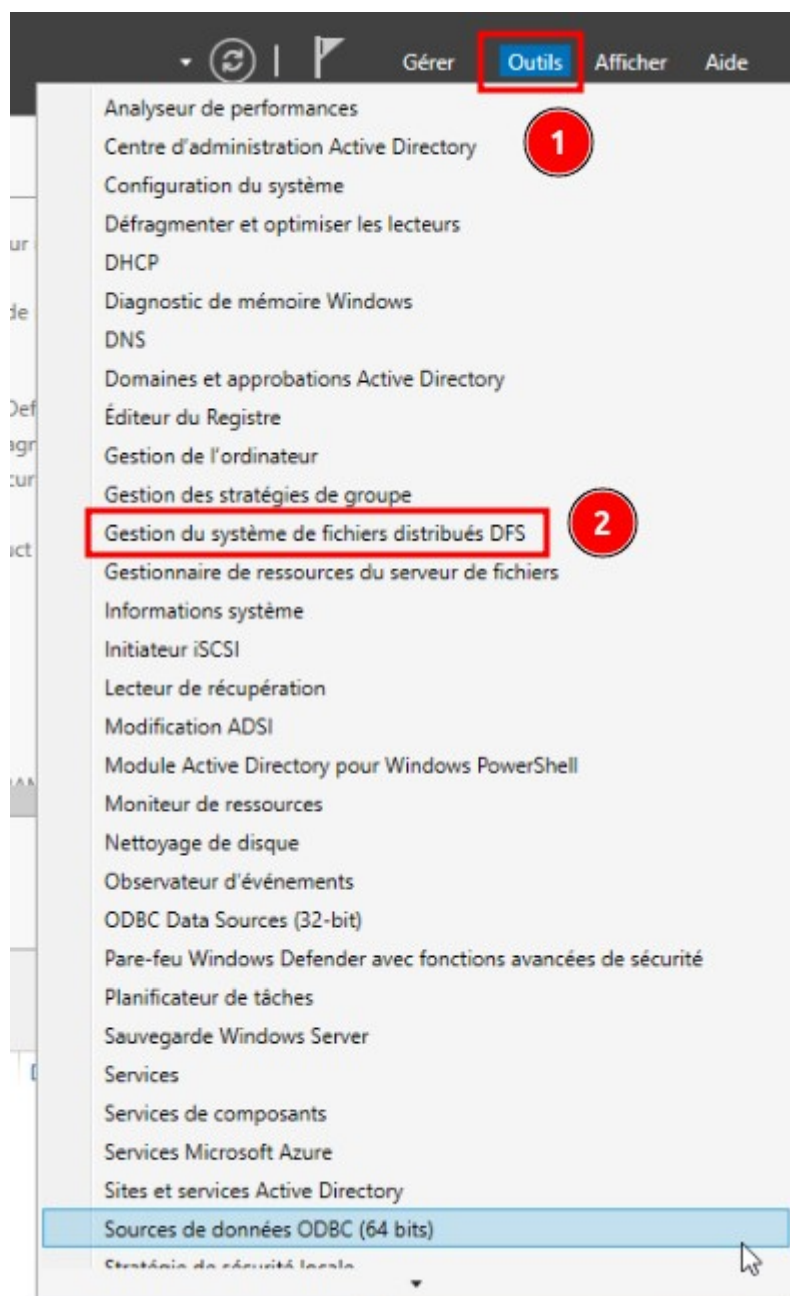 Gérer Outils Afficher Aide
1
Analyseur de performances
Centre d'administration Active Directory
Configuration du système
Défragmenter et optimiser les lecteurs
DHCP
Diagnostic de mémoire Windows
DNS
Domaines et approbations Active Directory
Éditeur du Registre
Gestion de l'ordinateur
Gestion des stratégies de groupe
Gestion du système de fichiers distribués DFS
2
Gestionnaire de ressources du serveur de fichiers
Informations système
Initiateur iSCSI
Lecteur de récupération
Modification ADSI
Module Active Directory pour Windows PowerShell
Moniteur de ressources
Nettoyage de disque
Observateur d'événements
ODBC Data Sources (32-bit)
Pare-feu Windows Defender avec fonctions avancées de sécurité
Planificateur de tâches
Sauvegarde Windows Server
Services
Services de composants
Services Microsoft Azure
Sites et services Active Directory
Sources de données ODBC (64 bits)
Stratégie de sécurité locale